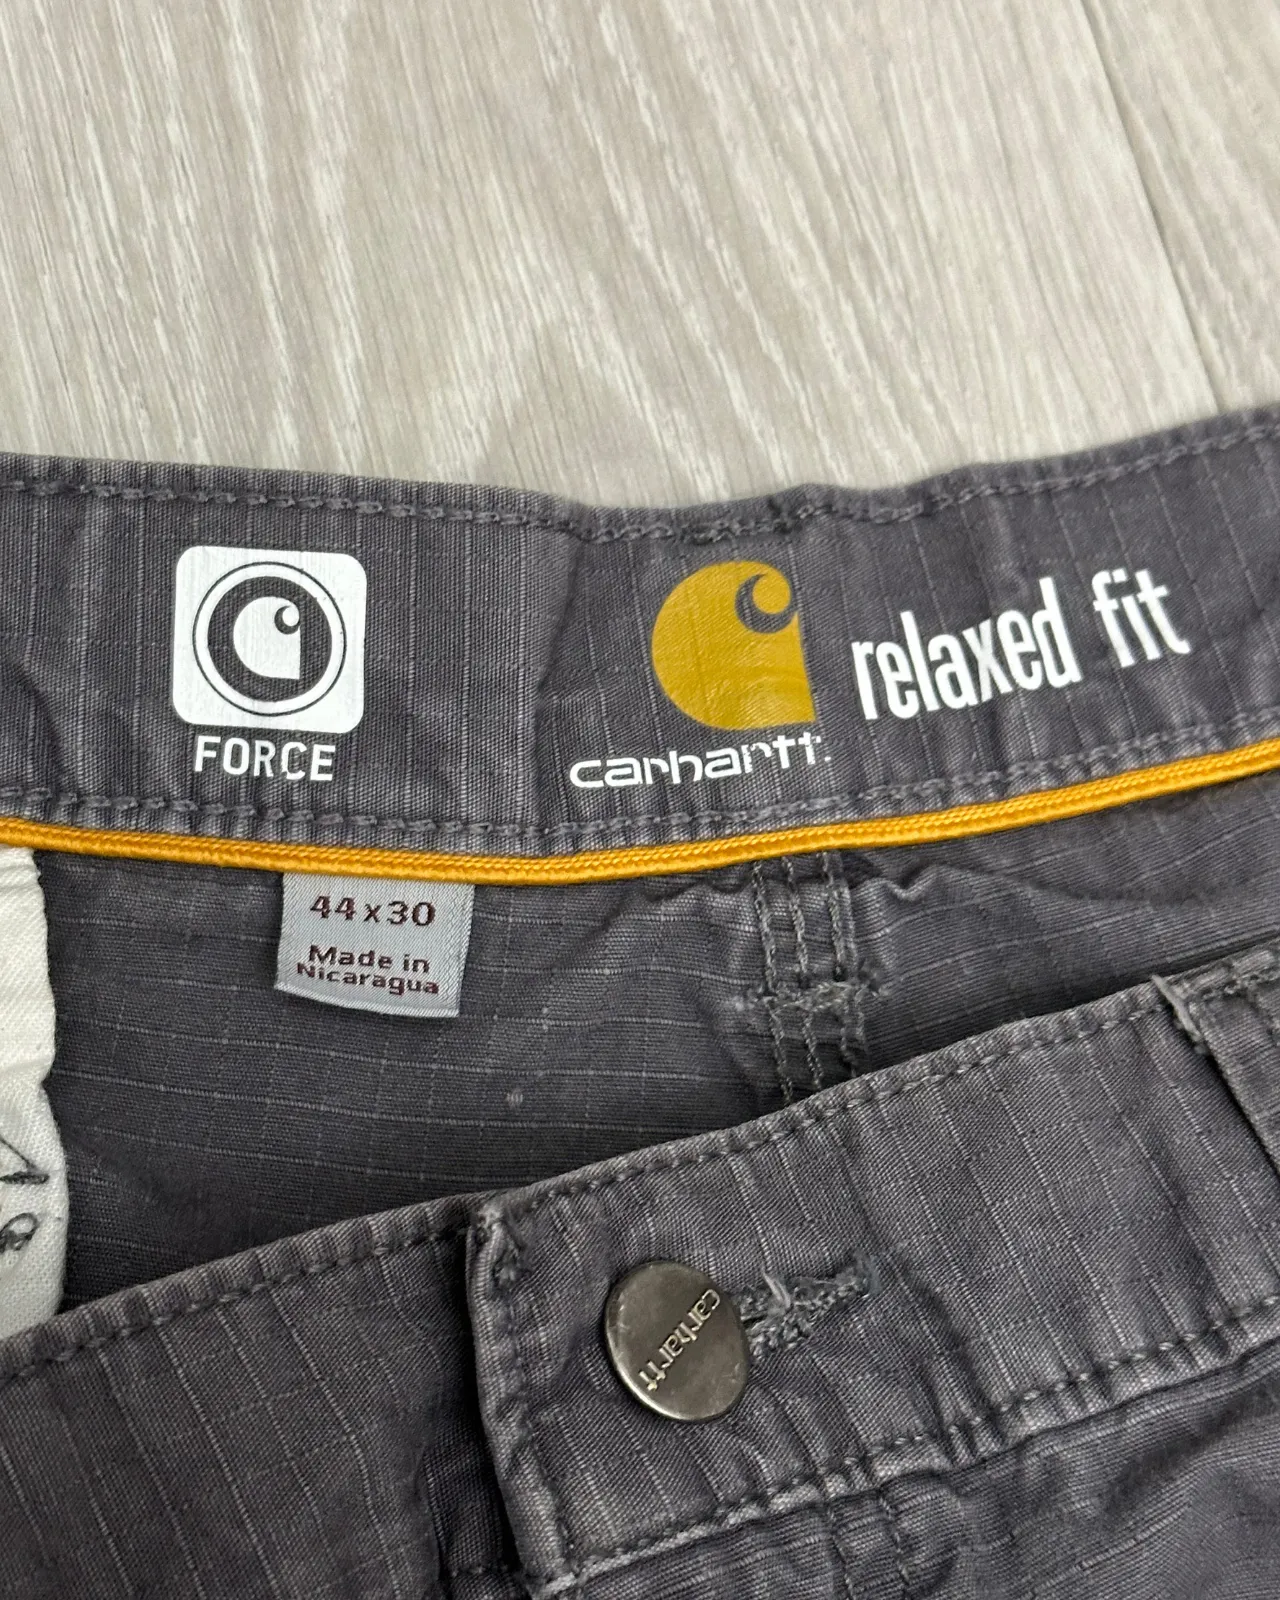 FORCE
carhartt.
relaxed fit
44x30
Made in
Nicaragua
carhartt